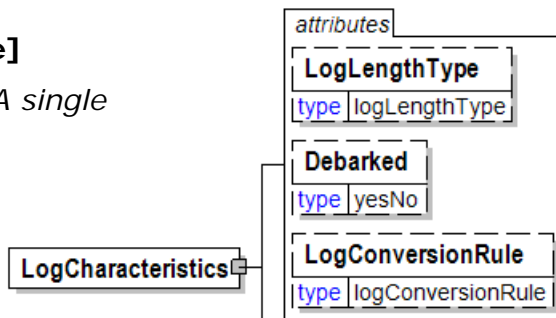 e]
A single
attributes
LogLengthType
type logLengthType
Debarked
type yesNo
LogCharacteristics
LogConversionRule
type logConversionRule